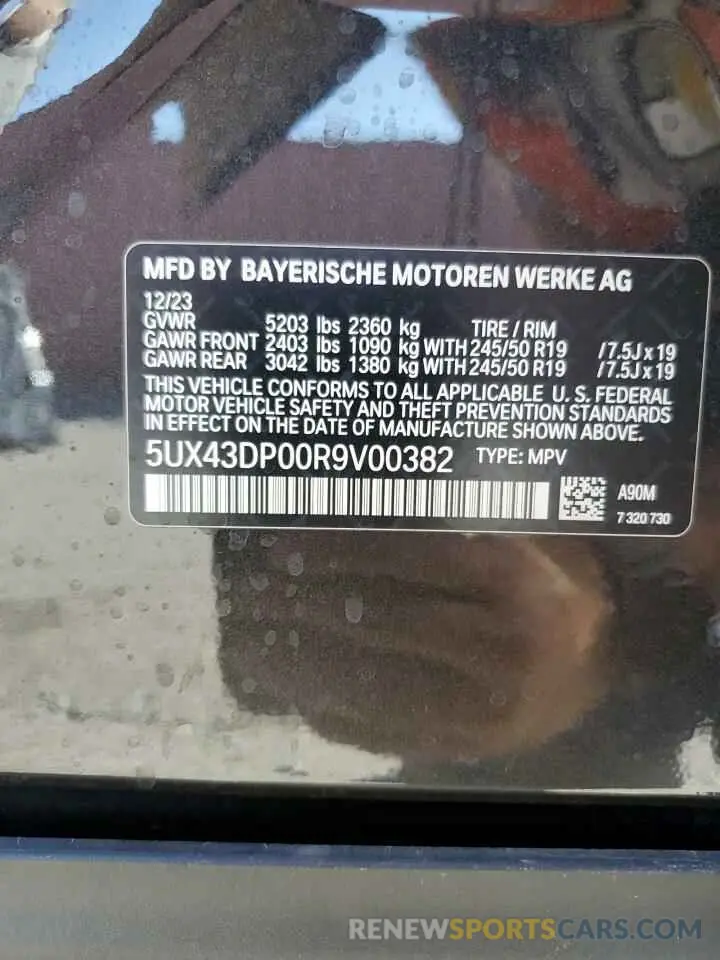 MFD BY BAYERISCHE MOTOREN WERKE AG
12/23
GVWR 5203 lbs 2360 kg TIRE / RIM
GAWR FRONT 2403 lbs 1090 kg WITH 245/50 R19 /7.5J x 19
GAWR REAR 3042 lbs 1380 kg WITH 245/50 R19 /7.5J x 19
THIS VEHICLE CONFORMS TO ALL APPLICABLE U. S. FEDERAL
MOTOR VEHICLE SAFETY AND THEFT PREVENTION STANDARDS
IN EFFECT ON THE DATE OF MANUFACTURE SHOWN ABOVE.
5UX43DP00R9V00382 TYPE: MPV
A90M
7 320 730
RENEWSPORTSCARS.COM